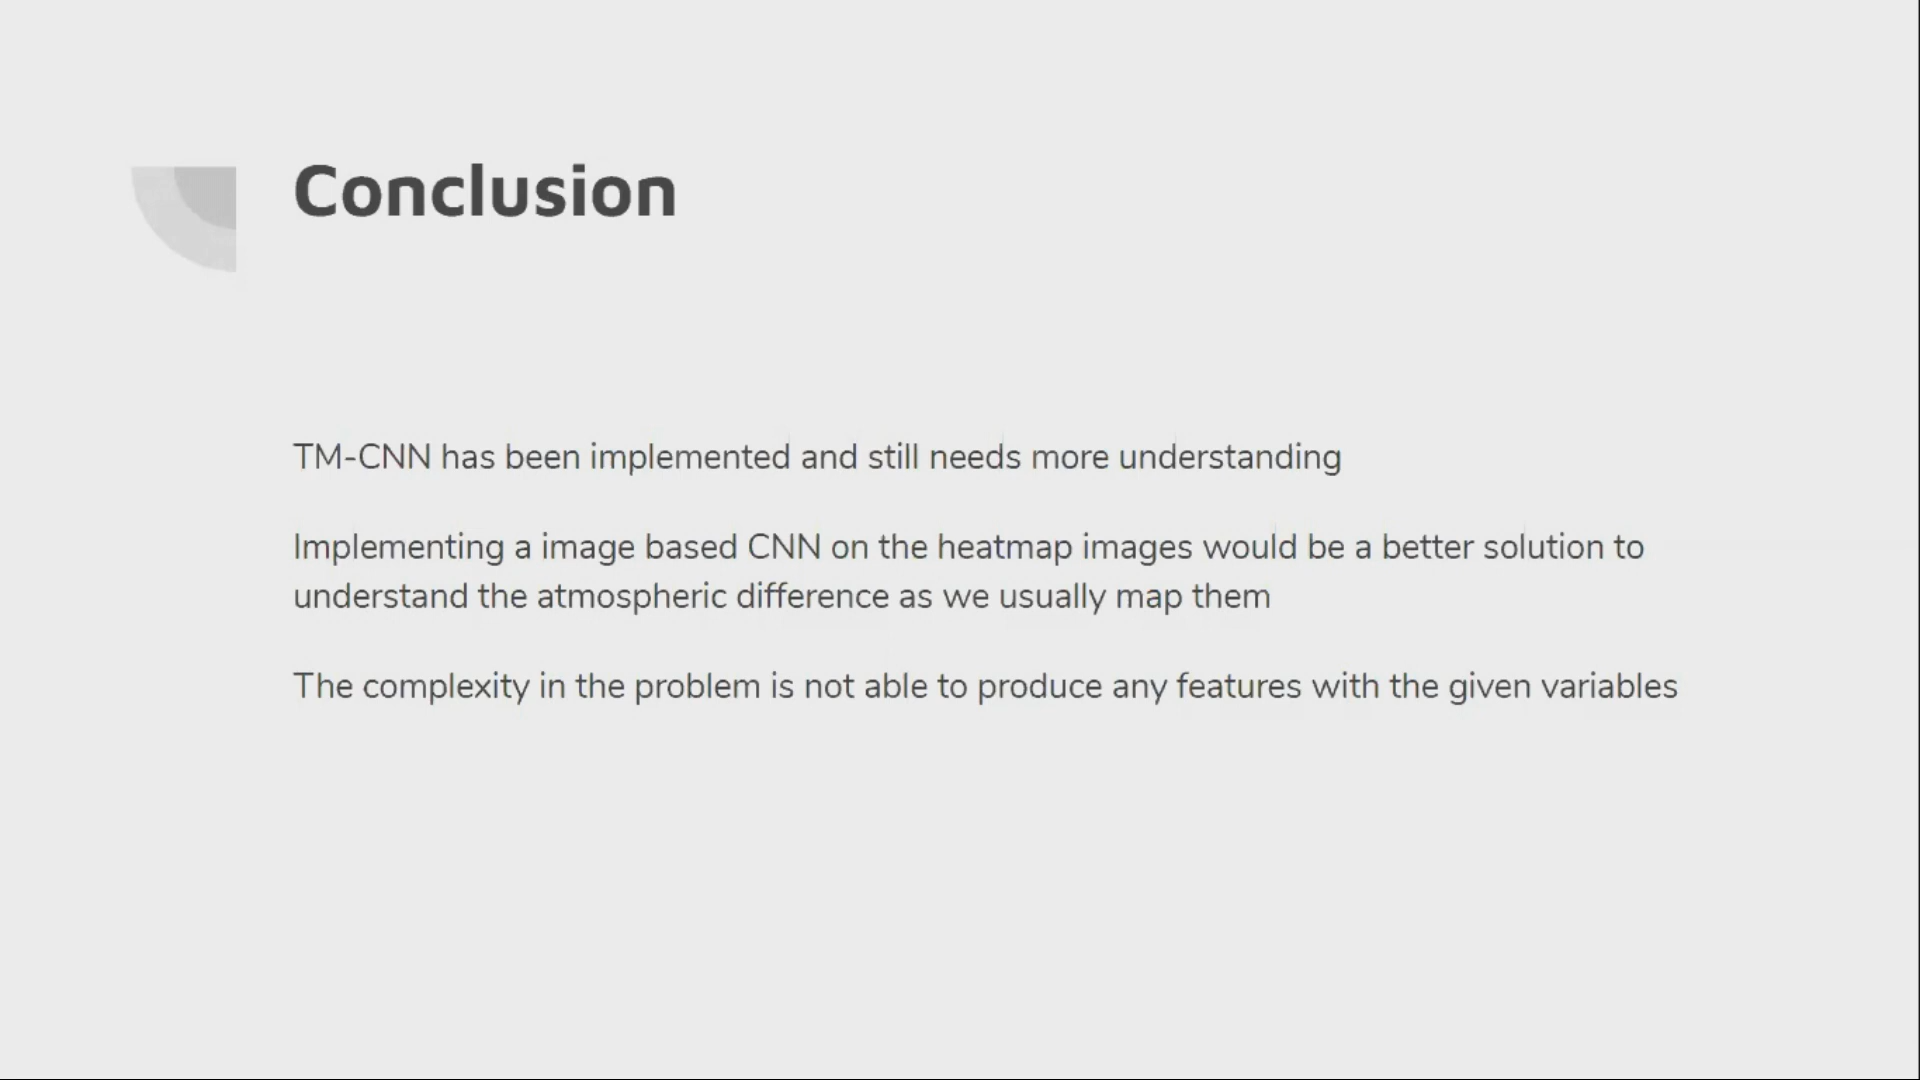 Conclusion
TM-CNN has been implemented and still needs more understanding
Implementing a image based CNN on the heatmap images would be a better solution to
understand the atmospheric difference as we usually map them
The complexity in the problem is not able to produce any features with the given variables